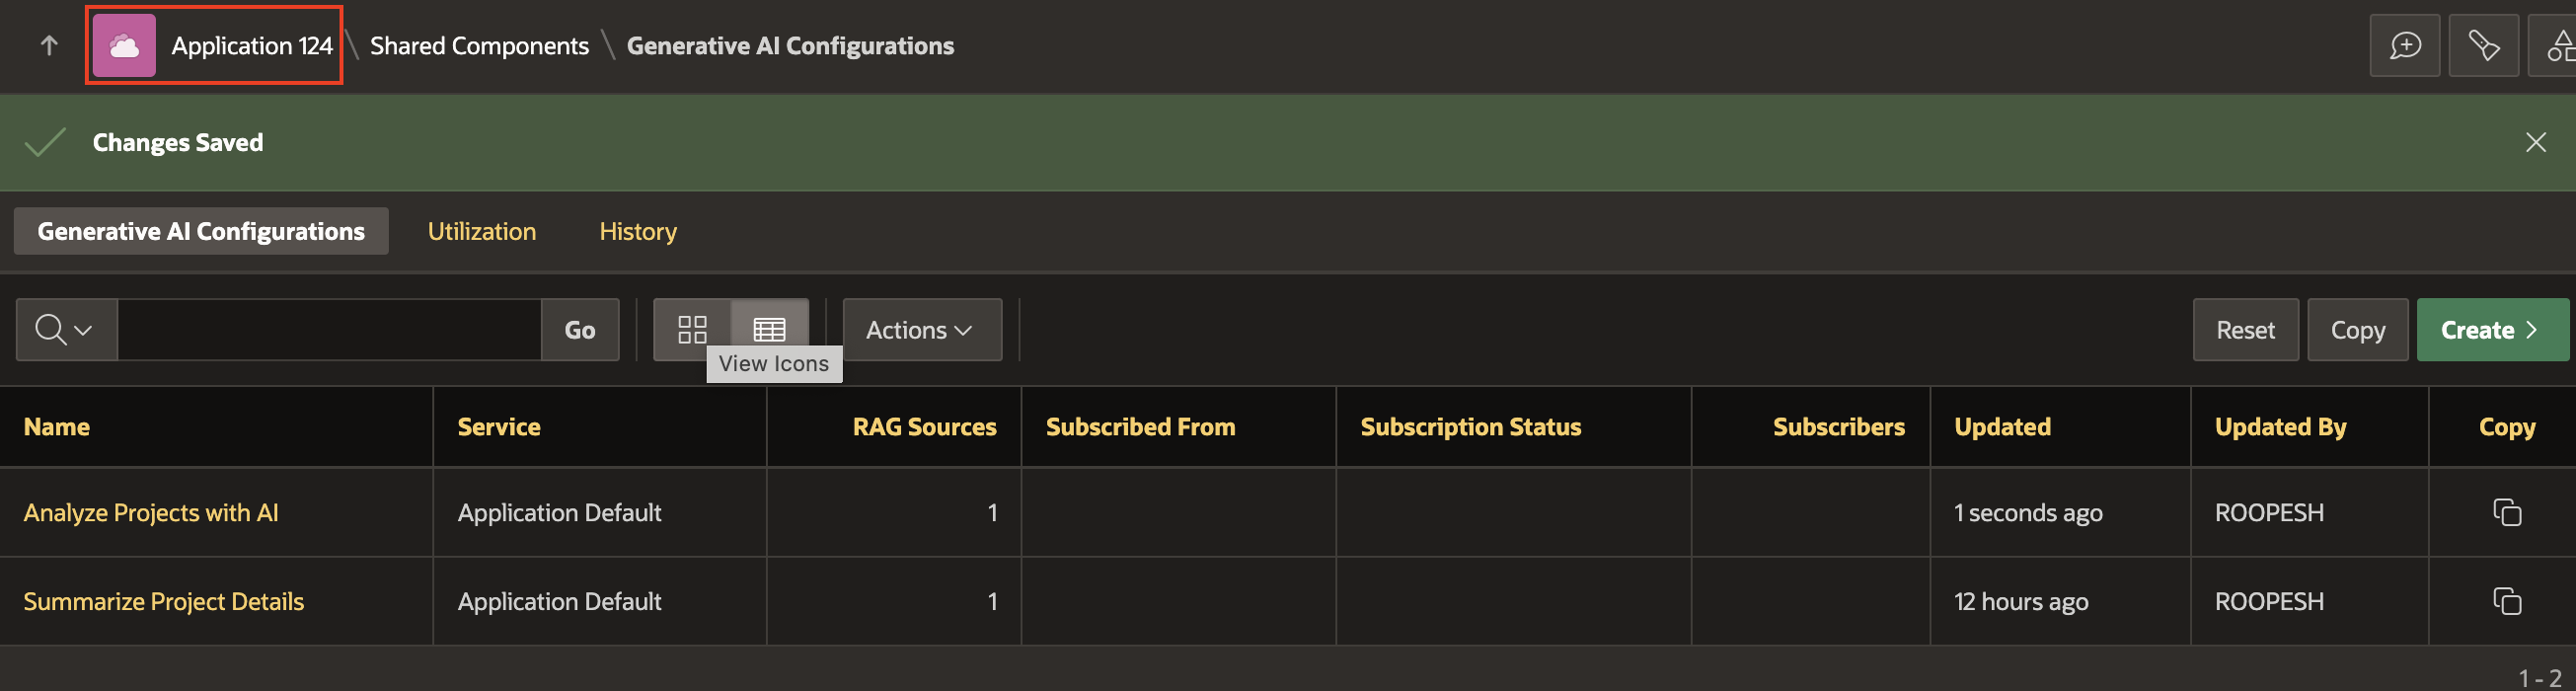 Application 124 \ Shared Components \ Generative AI Configurations
Changes Saved
Generative AI Configurations Utilization History
Go Actions Reset Copy Create
View Icons
Name Service RAG Sources Subscribed From Subscription Status Subscribers Updated Updated By Copy
Analyze Projects with AI Application Default 1 1 seconds ago ROOPESH
Summarize Project Details Application Default 1 12 hours ago ROOPESH
1 - 2